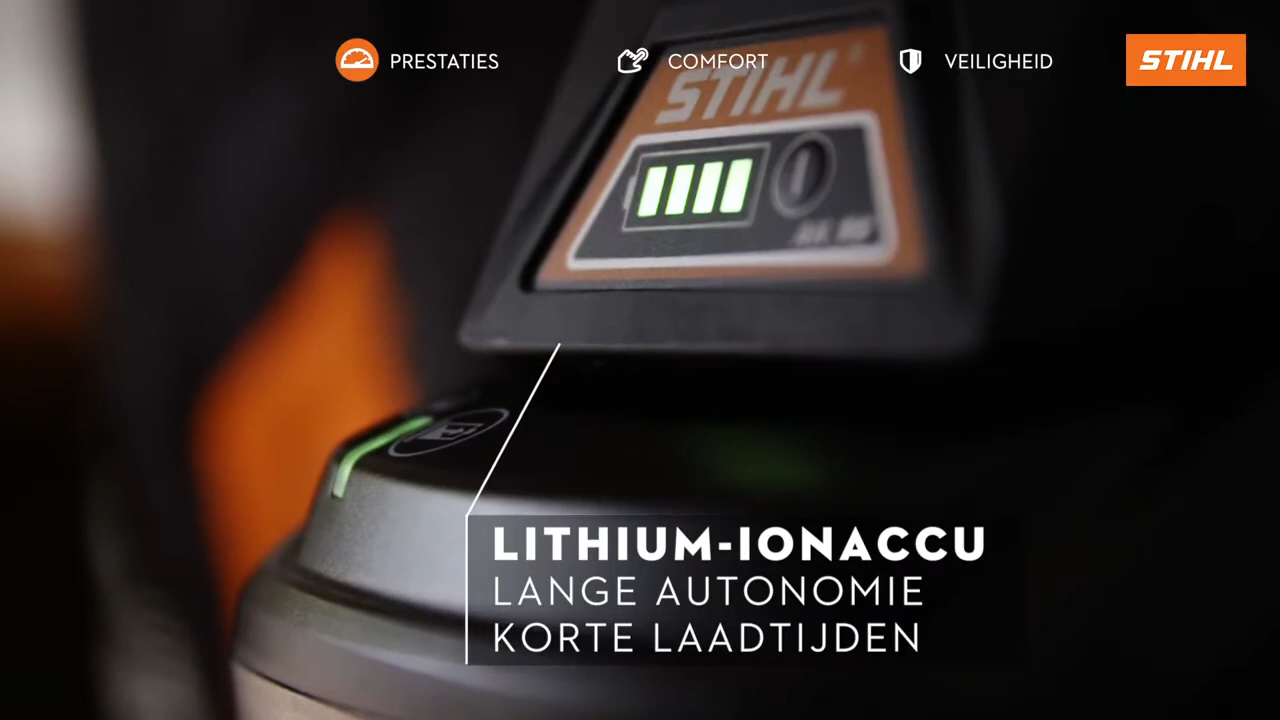 PRESTATIES
COMFORT
VEILIGHEID
STIHL
STIHL
LITHIUM-IONACCU
LANGE AUTONOMIE
KORTE LAADTIJDEN